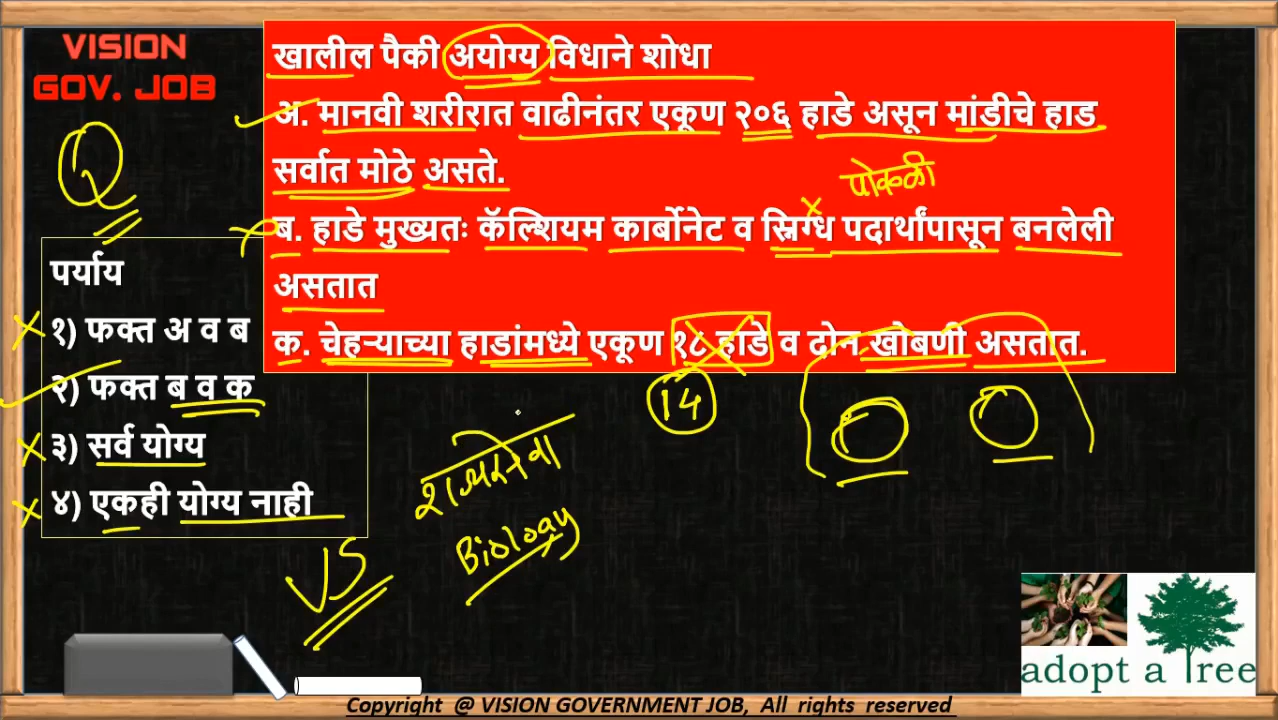 VISION
GOV. JOB
खालील पैकी अयोग्य विधाने शोधा
अ. मानवी शरीरात वाढीनंतर एकूण २०६ हाडे असून मांडीचे हाड
सर्वात मोठे असते.
पोकळी
ब. हाडे मुख्यतः कॅल्शियम कार्बोनेट व स्निग्ध पदार्थांपासून बनलेली
असतात
क. चेहऱ्याच्या हाडांमध्ये एकूण १८ हाडे व दोन खोबणी असतात.
14
Q
पर्याय
१) फक्त अ व ब
२) फक्त ब व क
३) सर्व योग्य
४) एकही योग्य नाही
राज्यसेवा
Biology
VS
adopt a Tree
Copyright @ VISION GOVERNMENT JOB, All rights reserved